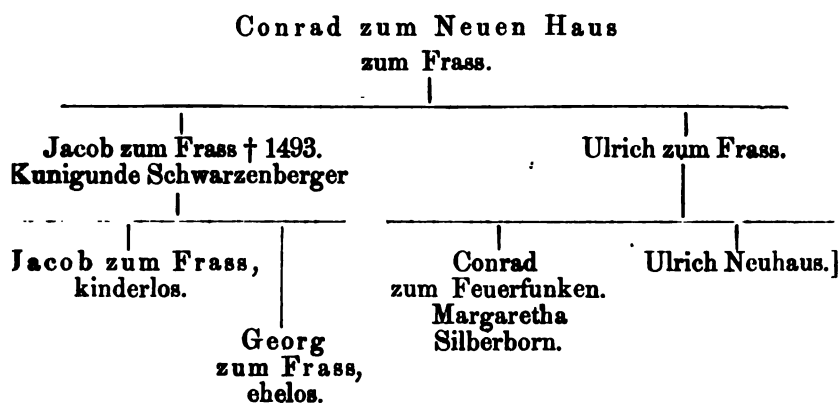 Conrad zum Neuen Haus
zum Frass.
Jacob zum Frass † 1493.
Kunigunde Schwarzenberger
Ulrich zum Frass.
Jacob zum Frass,
kinderlos.
Georg
zum Frass,
ehelos.
Conrad
zum Feuerfunken.
Margaretha
Silberborn.
Ulrich Neuhaus.]